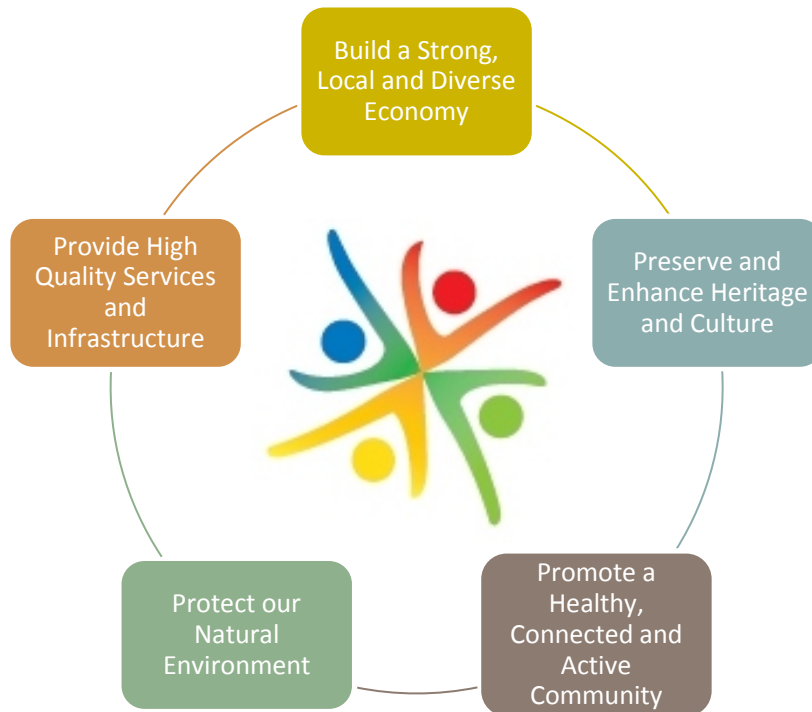 Build a Strong,
Local and Diverse
Economy
Preserve and
Enhance Heritage
and Culture
Promote a
Healthy,
Connected and
Active
Community
Protect our
Natural
Environment
Provide High
Quality Services
and
Infrastructure